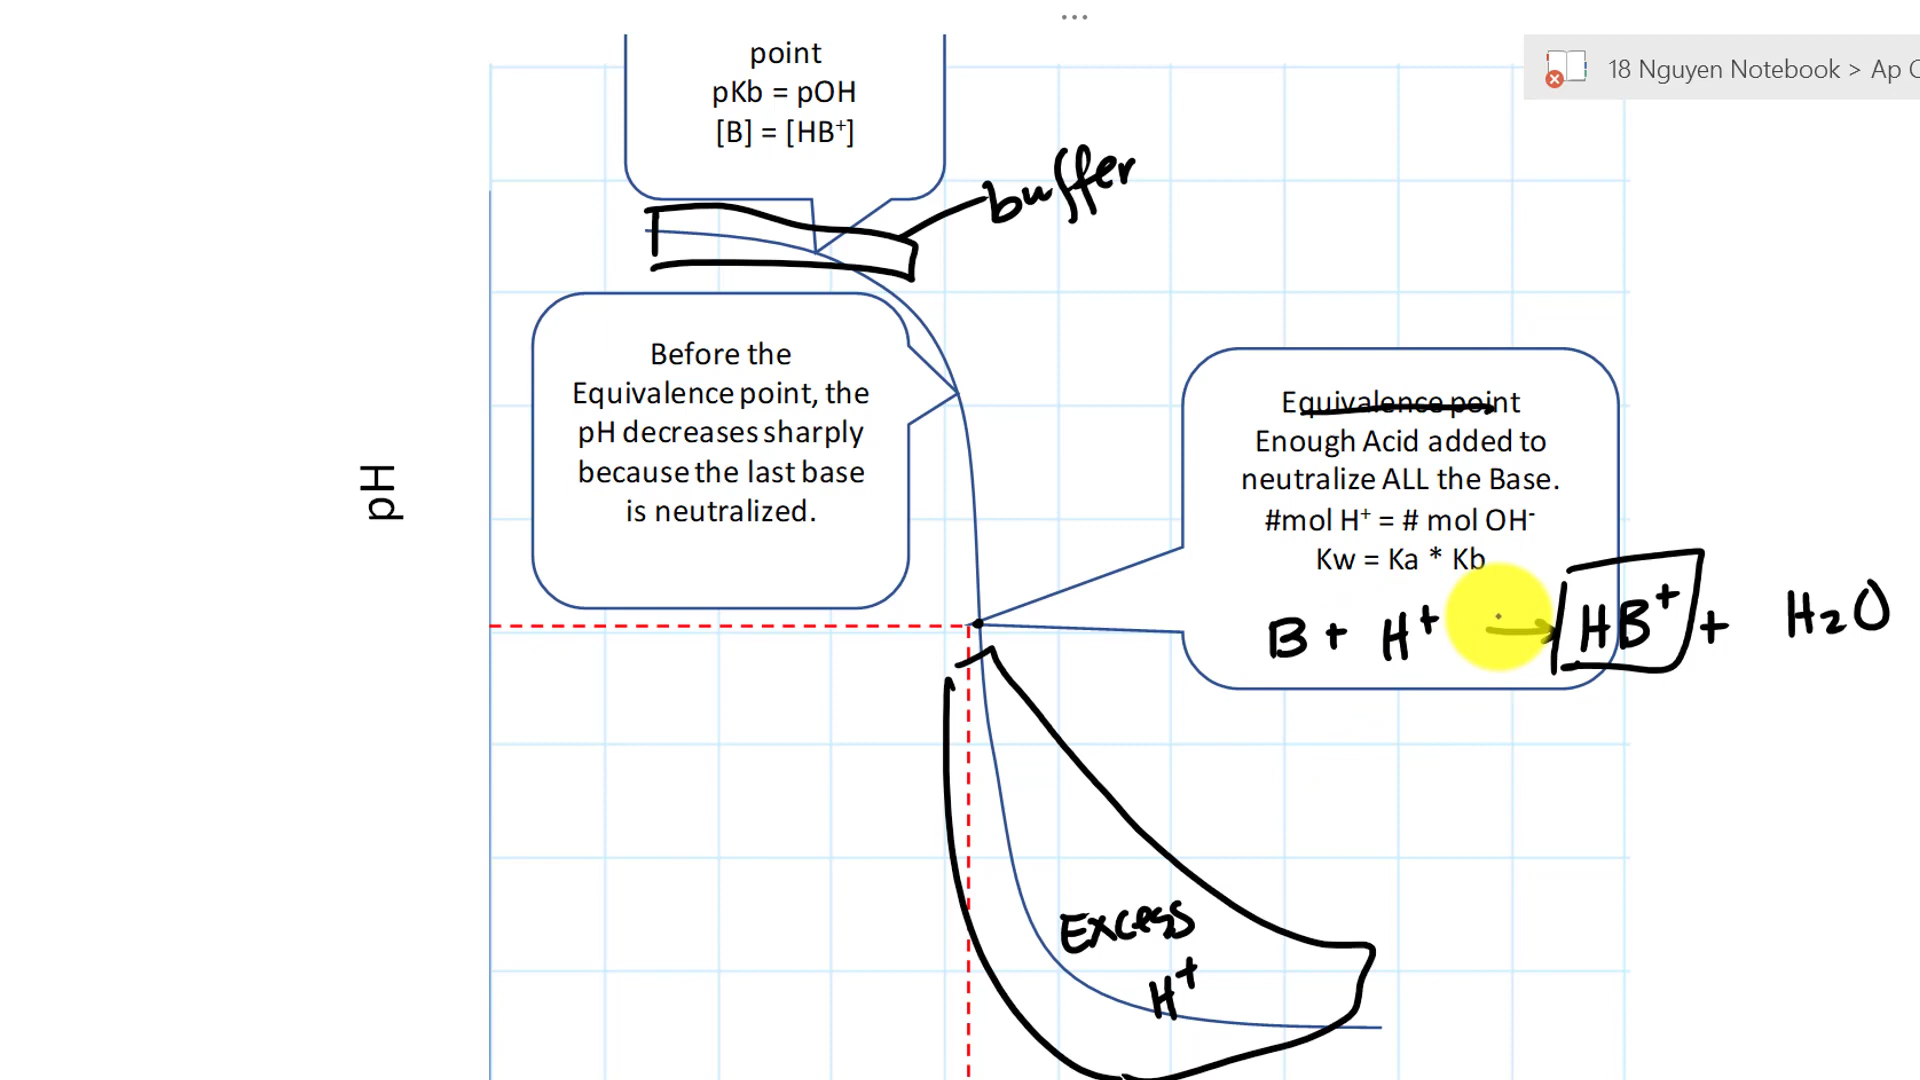 ...
18 Nguyen Notebook > Ap
point
pKb = pOH
[B] = [HB⁺]
buffer
Before the
Equivalence point, the
pH decreases sharply
because the last base
is neutralized.
Equivalence point
Enough Acid added to
neutralize ALL the Base.
#mol H⁺ = # mol OH⁻
Kw = Ka * Kb
B + H⁺ → HB⁺ + H₂O
pH
Excess
H⁺